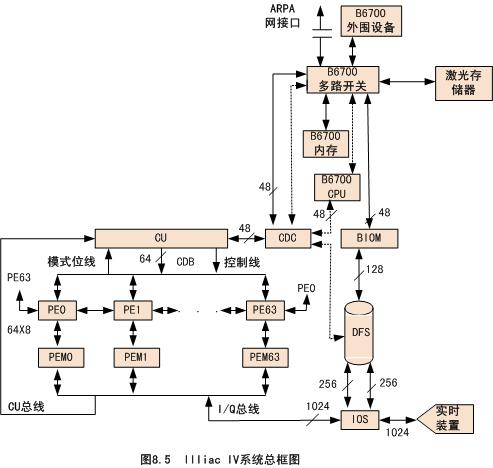 ARPA
网接口
B6700
外围设备
B6700
多路开关
激光存
储器
B6700
内存
B6700
CPU
48
48
48
CU
48
CDC
BIOM
模式位线
64
CDB
控制线
128
PE63
PE0
PE0
PE1
. .
PE63
DFS
64X8
PEM0
PEM1
PEM63
256
256
CU总线
I/Q总线
1024
IOS
1024
实时
装置
图8.5 Illiac IV系统总框图